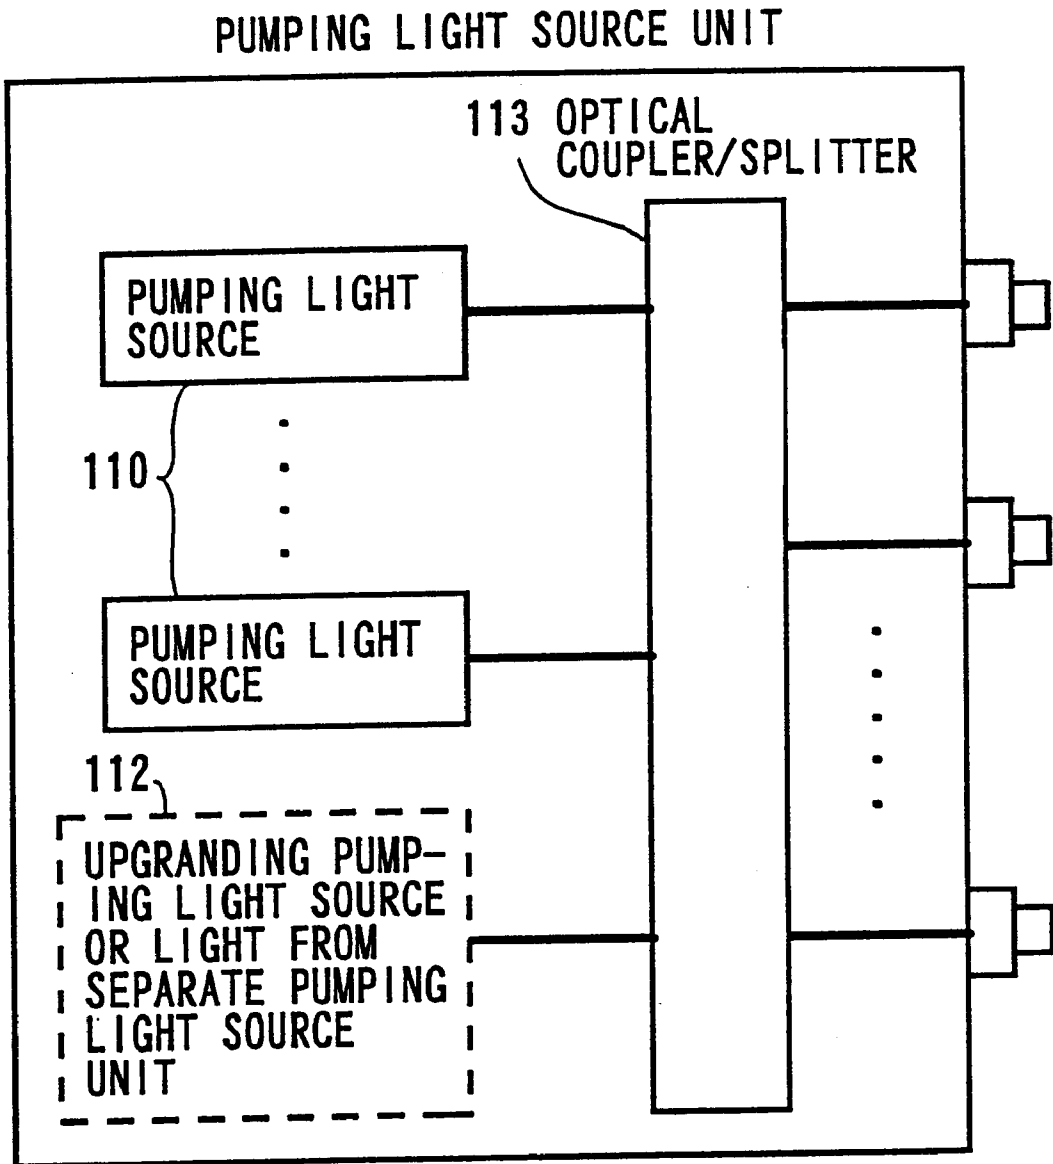 PUMPING LIGHT SOURCE UNIT
113 OPTICAL
COUPLER/SPLITTER
PUMPING LIGHT
SOURCE
110
PUMPING LIGHT
SOURCE
112
UPGRANDING PUMP-
ING LIGHT SOURCE
OR LIGHT FROM
SEPARATE PUMPING
LIGHT SOURCE
UNIT